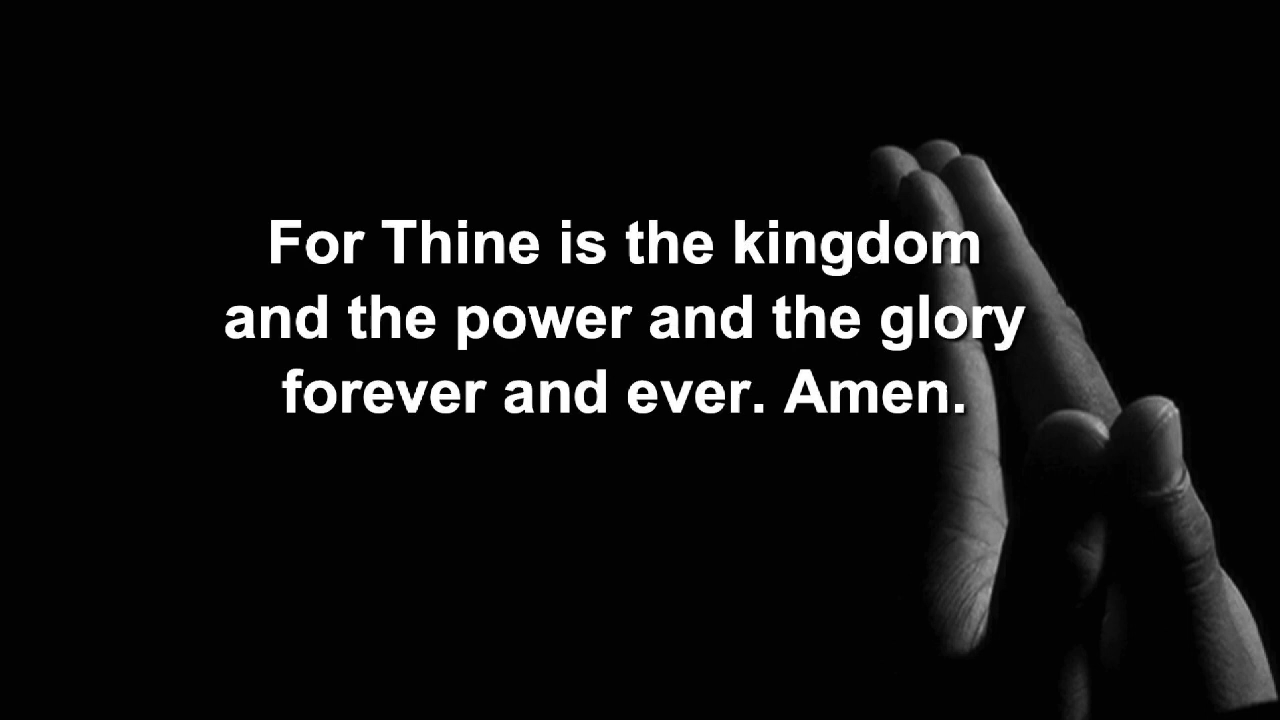 For Thine is the kingdom
and the power and the glory
forever and ever. Amen.